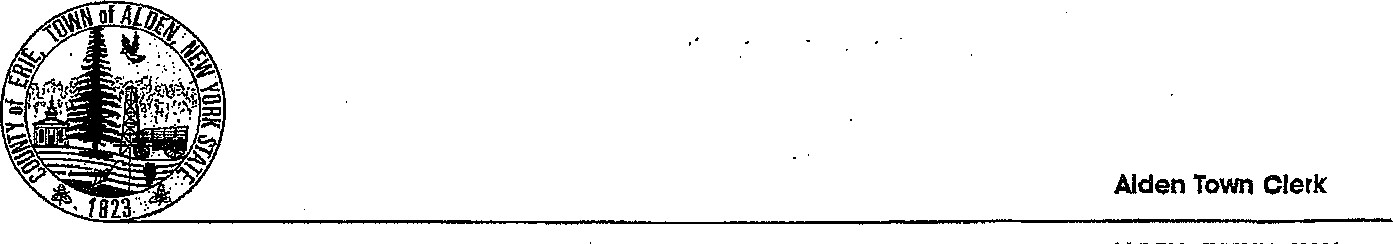 COUNTY of ERIE, TOWN of ALDEN, NEW YORK STATE
1823
Alden Town Clerk